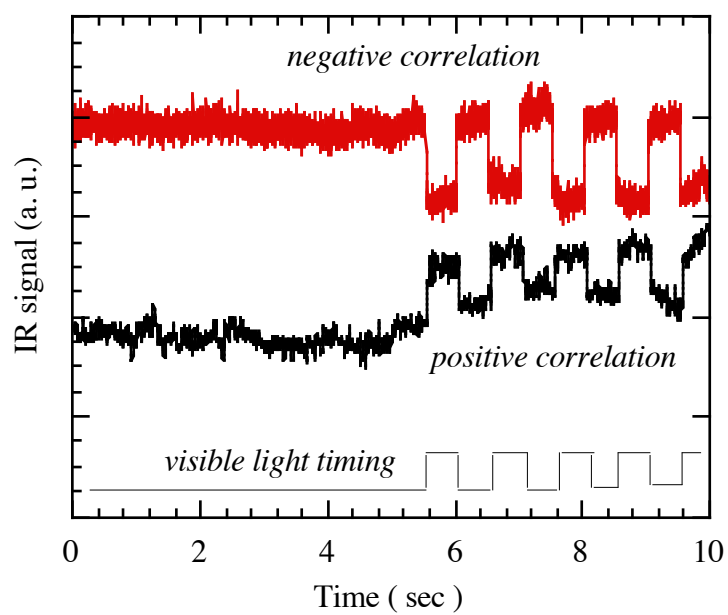 negative correlation
IR signal (a. u.)
positive correlation
visible light timing
0 2 4 6 8 10
Time ( sec )